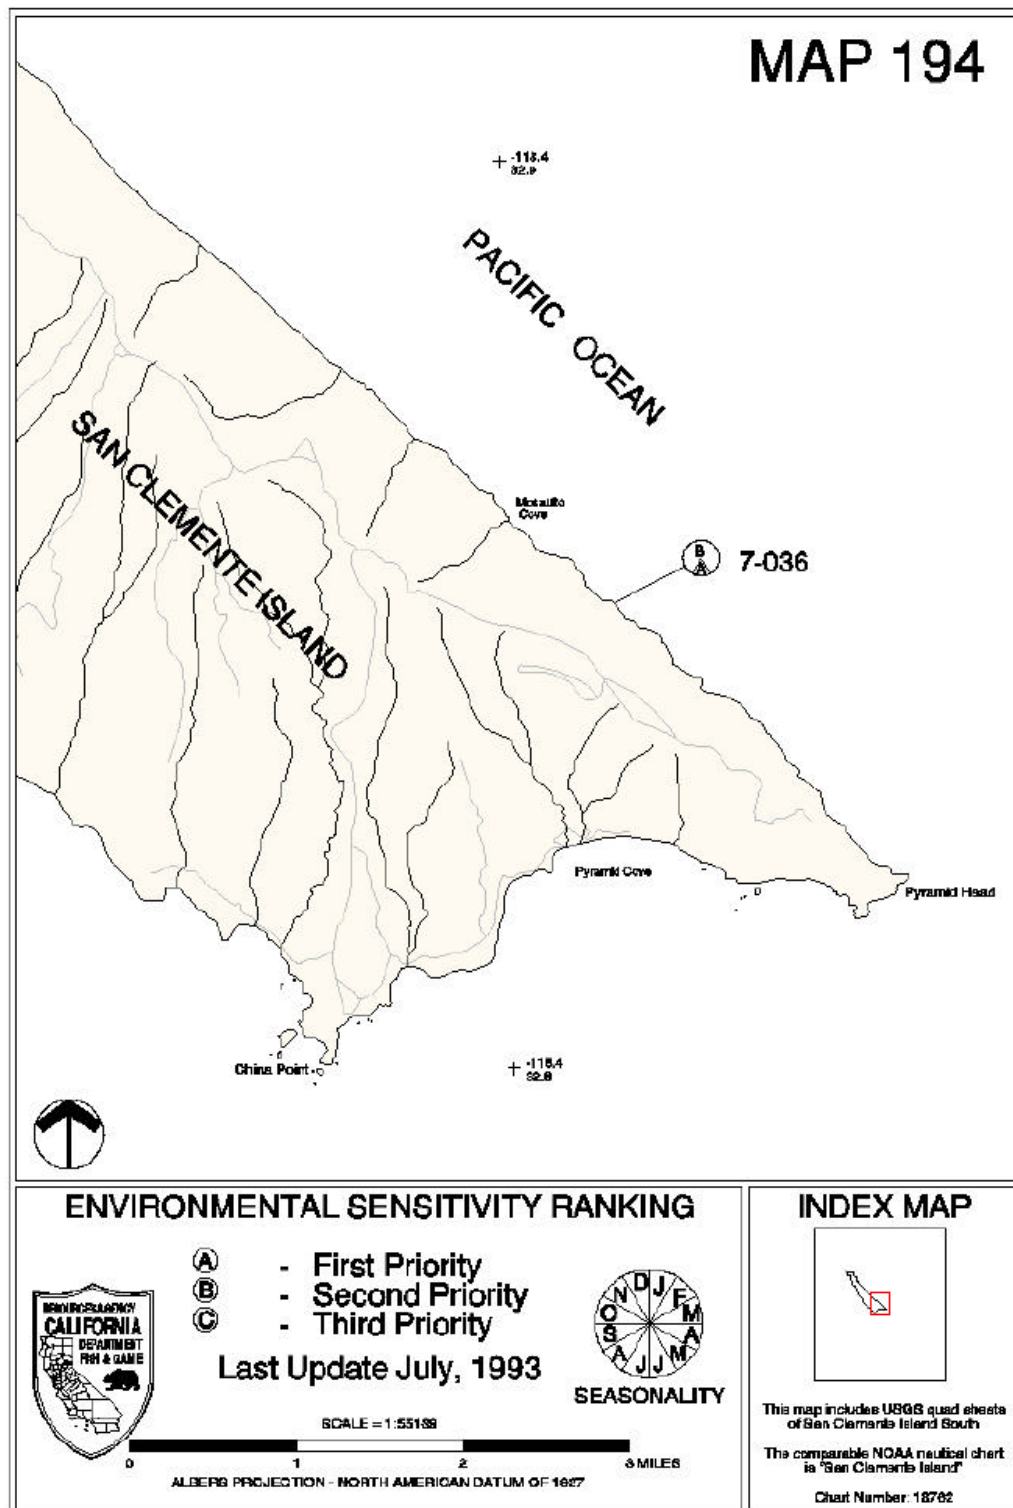 MAP 194
-118.4
32.9
PACIFIC OCEAN
SAN CLEMENTE ISLAND
Mosquito
Cove
B
A
7-036
Pyramid Cove
Pyramid Head
-118.4
32.8
China Point
ENVIRONMENTAL SENSITIVITY RANKING
A - First Priority
B - Second Priority
C - Third Priority
Last Update July, 1993
RESOURCES AGENCY
CALIFORNIA
DEPARTMENT
FISH & GAME
D J F M A M J J A S O N
SEASONALITY
SCALE = 1:55139
0 1 2 3 MILES
ALBERS PROJECTION - NORTH AMERICAN DATUM OF 1927
INDEX MAP
This map includes USGS quad sheets
of San Clemente Island South
The comparable NOAA nautical chart
is "San Clemente Island"
Chart Number: 18762